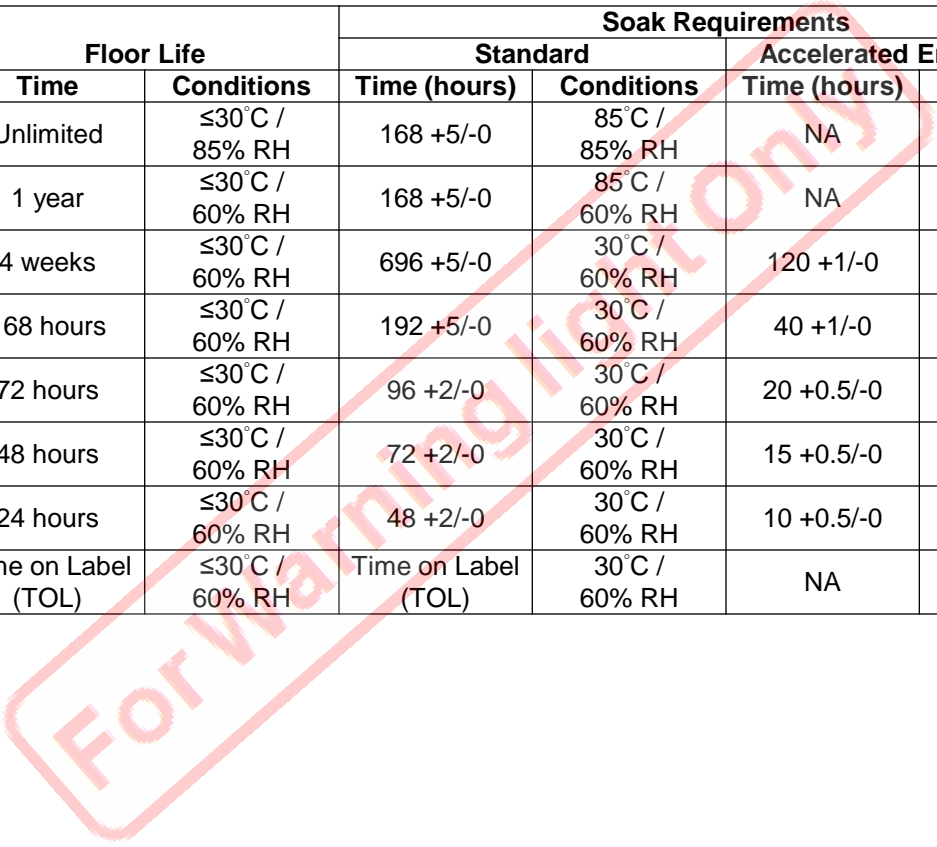 Soak Requirements
Floor Life Standard Accelerated
Time Conditions Time (hours) Conditions Time (hours)
Unlimited ≤30°C / 85% RH 168 +5/-0 85°C / 85% RH NA
1 year ≤30°C / 60% RH 168 +5/-0 85°C / 60% RH NA
4 weeks ≤30°C / 60% RH 696 +5/-0 30°C / 60% RH 120 +1/-0
68 hours ≤30°C / 60% RH 192 +5/-0 30°C / 60% RH 40 +1/-0
72 hours ≤30°C / 60% RH 96 +2/-0 30°C / 60% RH 20 +0.5/-0
48 hours ≤30°C / 60% RH 72 +2/-0 30°C / 60% RH 15 +0.5/-0
24 hours ≤30°C / 60% RH 48 +2/-0 30°C / 60% RH 10 +0.5/-0
me on Label (TOL) ≤30°C / 60% RH Time on Label (TOL) 30°C / 60% RH NA
For Warning light Only